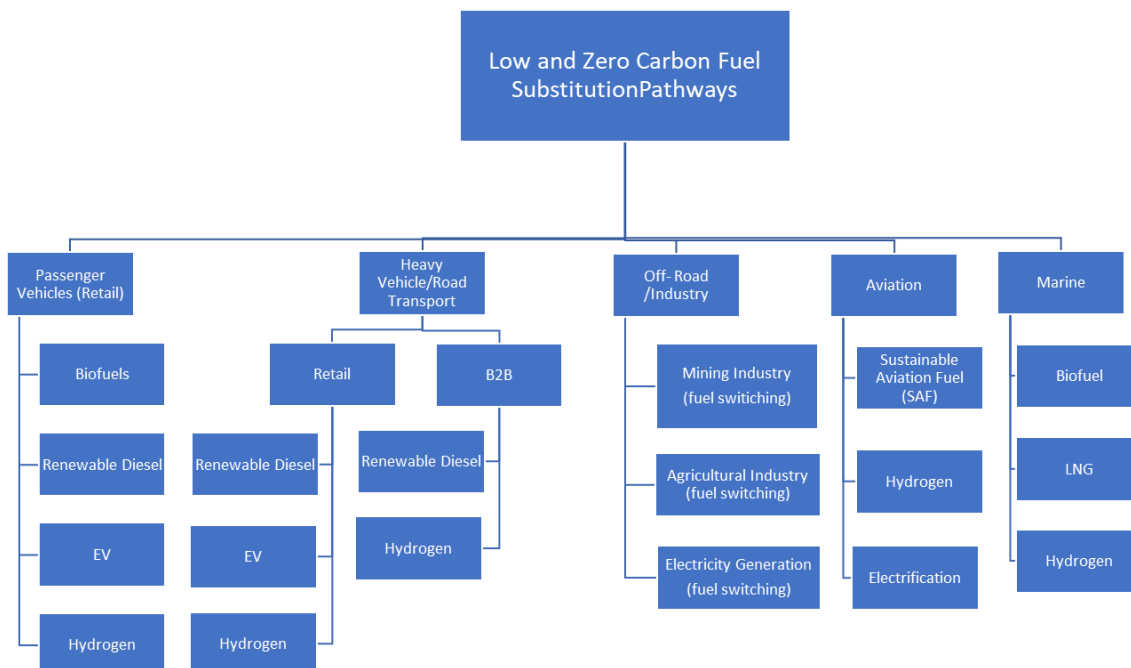 Low and Zero Carbon Fuel
SubstitutionPathways
Passenger
Vehicles (Retail)
Biofuels
Renewable Diesel
EV
Hydrogen
Heavy
Vehicle/Road
Transport
Retail
Renewable Diesel
EV
Hydrogen
B2B
Renewable Diesel
Hydrogen
Off- Road
/Industry
Mining Industry
(fuel switiching)
Agricultural Industry
(fuel switching)
Electricity Generation
(fuel switching)
Aviation
Sustainable
Aviation Fuel
(SAF)
Hydrogen
Electrification
Marine
Biofuel
LNG
Hydrogen